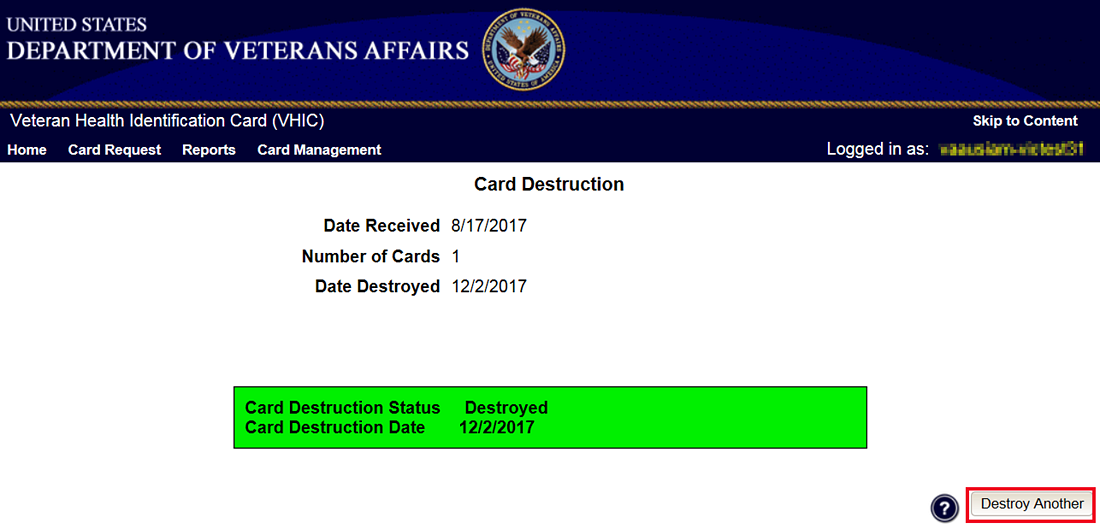 UNITED STATES
DEPARTMENT OF VETERANS AFFAIRS
Veteran Health Identification Card (VHIC)
Skip to Content
Home Card Request Reports Card Management
Logged in as:
Card Destruction
Date Received 8/17/2017
Number of Cards 1
Date Destroyed 12/2/2017
Card Destruction Status Destroyed
Card Destruction Date 12/2/2017
? Destroy Another